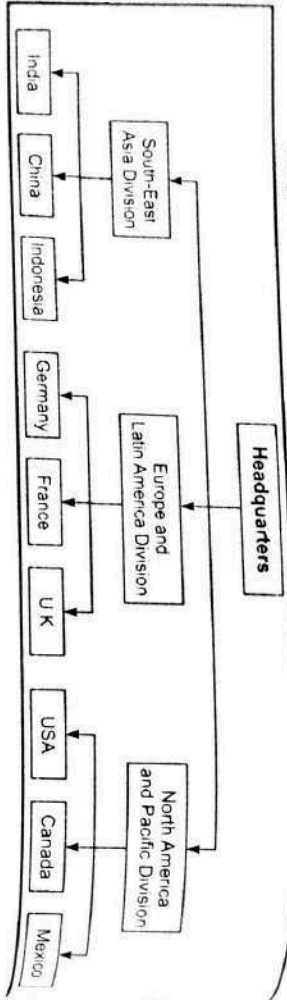 Headquarters
South-East
Asia Division
Europe and
Latin America Division
North America
and Pacific Division
India
China
Indonesia
Germany
France
U K
USA
Canada
Mexico